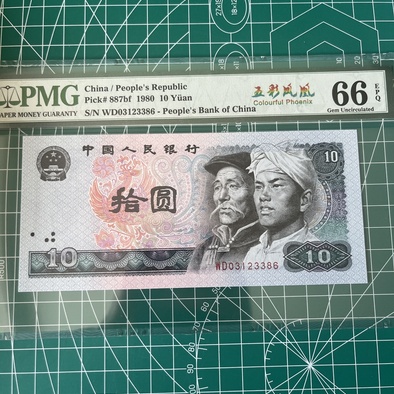 PMG
PAPER MONEY GUARANTY
China / People's Republic
Pick# 887bf 1980 10 Yüan
S/N WD03123386 - People's Bank of China
五彩凤凰
Colourful Phoenix
66 EPQ
Gem Uncirculated
中国人民银行
10
拾圆
10
WD03123386
10